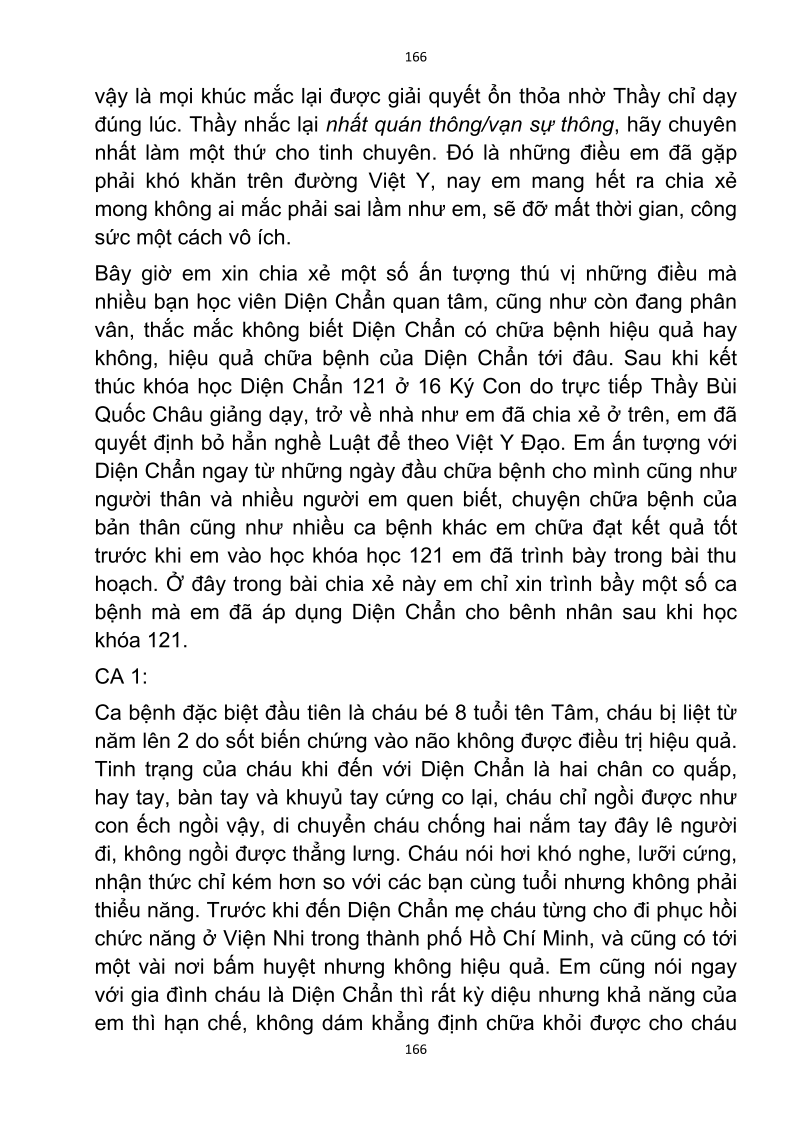 166
vậy là mọi khúc mắc lại được giải quyết ổn thỏa nhờ Thầy chỉ dạy
đúng lúc. Thầy nhắc lại nhất quán thông/vạn sự thông, hãy chuyên
nhất làm một thứ cho tinh chuyên. Đó là những điều em đã gặp
phải khó khăn trên đường Việt Y, nay em mang hết ra chia xẻ
mong không ai mắc phải sai lầm như em, sẽ đỡ mất thời gian, công
sức một cách vô ích.
Bây giờ em xin chia xẻ một số ấn tượng thú vị những điều mà
nhiều bạn học viên Diện Chẩn quan tâm, cũng như còn đang phân
vân, thắc mắc không biết Diện Chẩn có chữa bệnh hiệu quả hay
không, hiệu quả chữa bệnh của Diện Chẩn tới đâu. Sau khi kết
thúc khóa học Diện Chẩn 121 ở 16 Ký Con do trực tiếp Thầy Bùi
Quốc Châu giảng dạy, trở về nhà như em đã chia xẻ ở trên, em đã
quyết định bỏ hẳn nghề Luật để theo Việt Y Đạo. Em ấn tượng với
Diện Chẩn ngay từ những ngày đầu chữa bệnh cho mình cũng như
người thân và nhiều người em quen biết, chuyện chữa bệnh của
bản thân cũng như nhiều ca bệnh khác em chữa đạt kết quả tốt
trước khi em vào học khóa học 121 em đã trình bày trong bài thu
hoạch. Ở đây trong bài chia xẻ này em chỉ xin trình bầy một số ca
bệnh mà em đã áp dụng Diện Chẩn cho bênh nhân sau khi học
khóa 121.
CA 1:
Ca bệnh đặc biệt đầu tiên là cháu bé 8 tuổi tên Tâm, cháu bị liệt từ
năm lên 2 do sốt biến chứng vào não không được điều trị hiệu quả.
Tinh trạng của cháu khi đến với Diện Chẩn là hai chân co quắp,
hay tay, bàn tay và khuyủ tay cứng co lại, cháu chỉ ngồi được như
con ếch ngồi vậy, di chuyển cháu chống hai nắm tay đây lê người
đi, không ngồi được thẳng lưng. Cháu nói hơi khó nghe, lưỡi cứng,
nhận thức chỉ kém hơn so với các bạn cùng tuổi nhưng không phải
thiểu năng. Trước khi đến Diện Chẩn mẹ cháu từng cho đi phục hồi
chức năng ở Viện Nhi trong thành phố Hồ Chí Minh, và cũng có tới
một vài nơi bấm huyệt nhưng không hiệu quả. Em cũng nói ngay
với gia đình cháu là Diện Chẩn thì rất kỳ diệu nhưng khả năng của
em thì hạn chế, không dám khẳng định chữa khỏi được cho cháu
166